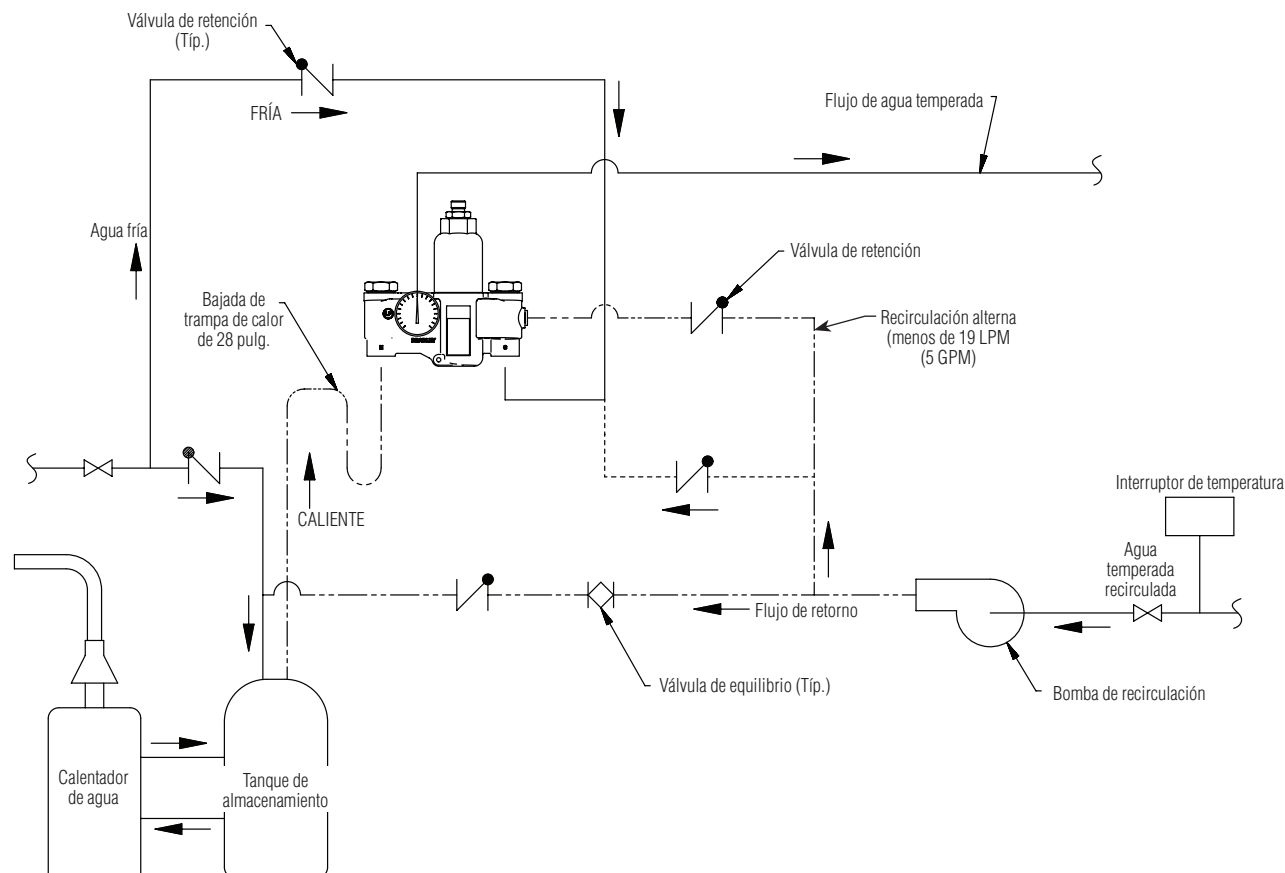 Válvula de retención
(Típ.)
FRÍA
Flujo de agua temperada
Agua fría
Válvula de retención
Bajada de
trampa de calor
de 28 pulg.
Recirculación alterna
(menos de 19 LPM
(5 GPM)
CALIENTE
Interruptor de temperatura
Agua
temperada
recirculada
Flujo de retorno
Válvula de equilibrio (Típ.)
Bomba de recirculación
Calentador
de agua
Tanque de
almacenamiento